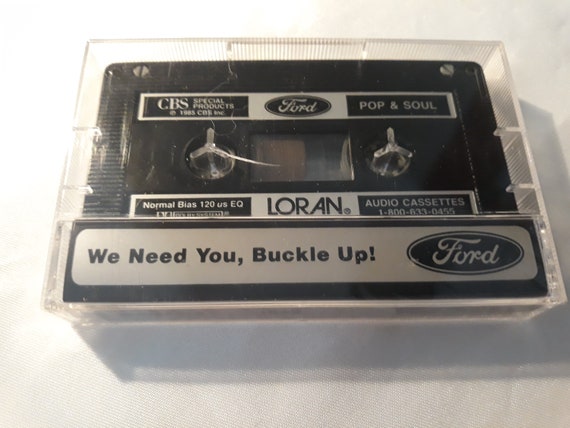 CBS SPECIAL PRODUCTS
℗ 1985 CBS Inc
Ford
POP & SOUL
Normal Bias 120 us EQ
LORAN®
AUDIO CASSETTES
1-800-633-0455
We Need You, Buckle Up!
Ford